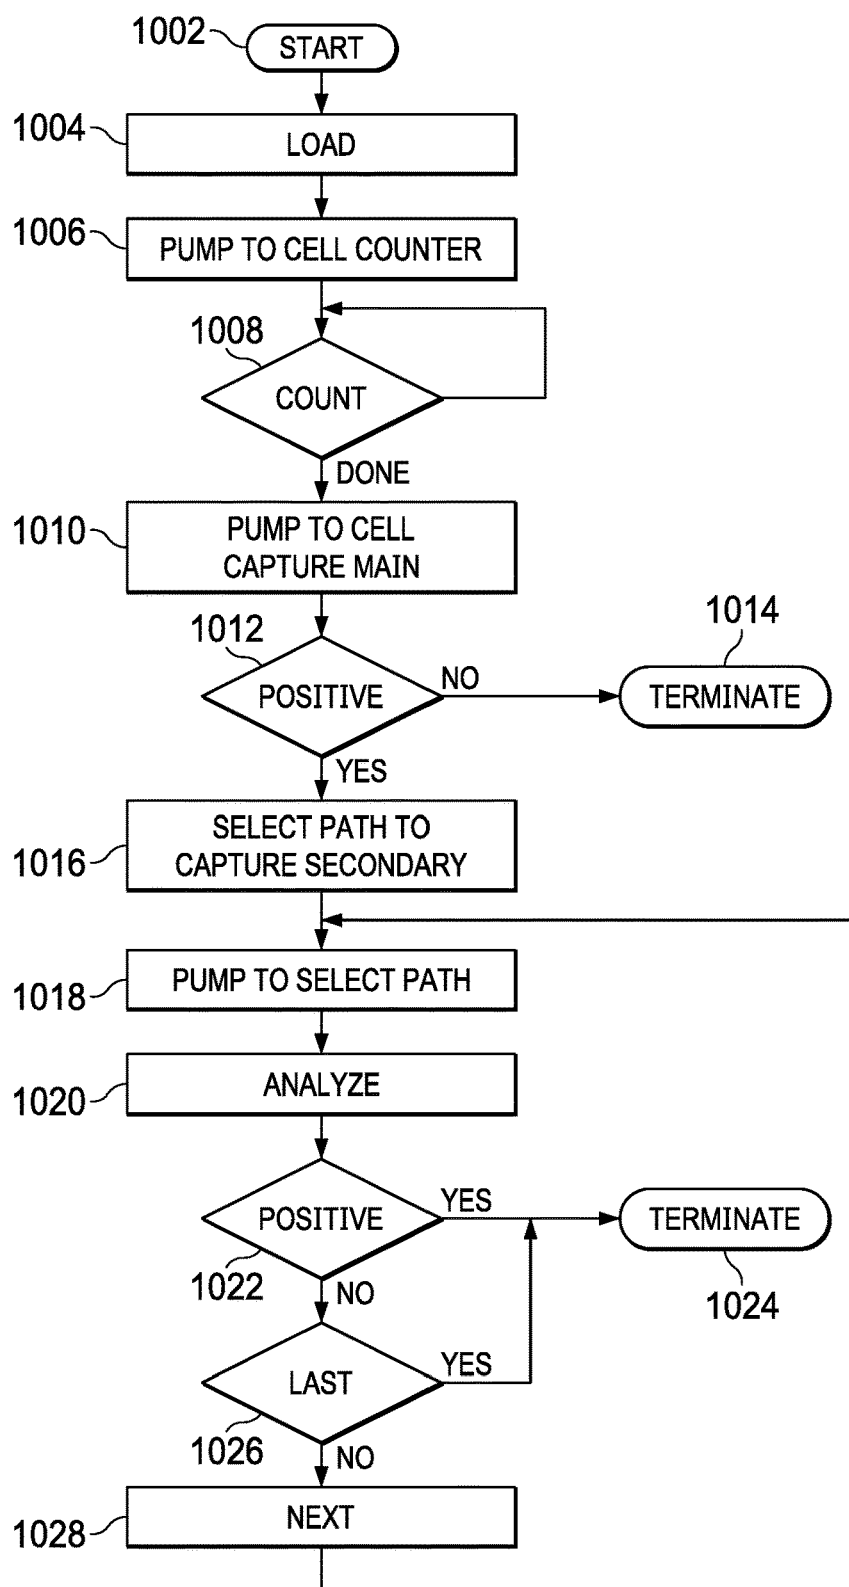 1002
START
1004
LOAD
1006
PUMP TO CELL COUNTER
1008
COUNT
DONE
1010
PUMP TO CELL
CAPTURE MAIN
1012
POSITIVE
NO
1014
TERMINATE
YES
1016
SELECT PATH TO
CAPTURE SECONDARY
1018
PUMP TO SELECT PATH
1020
ANALYZE
POSITIVE
YES
TERMINATE
1022
1024
NO
LAST
YES
1026
NO
1028
NEXT